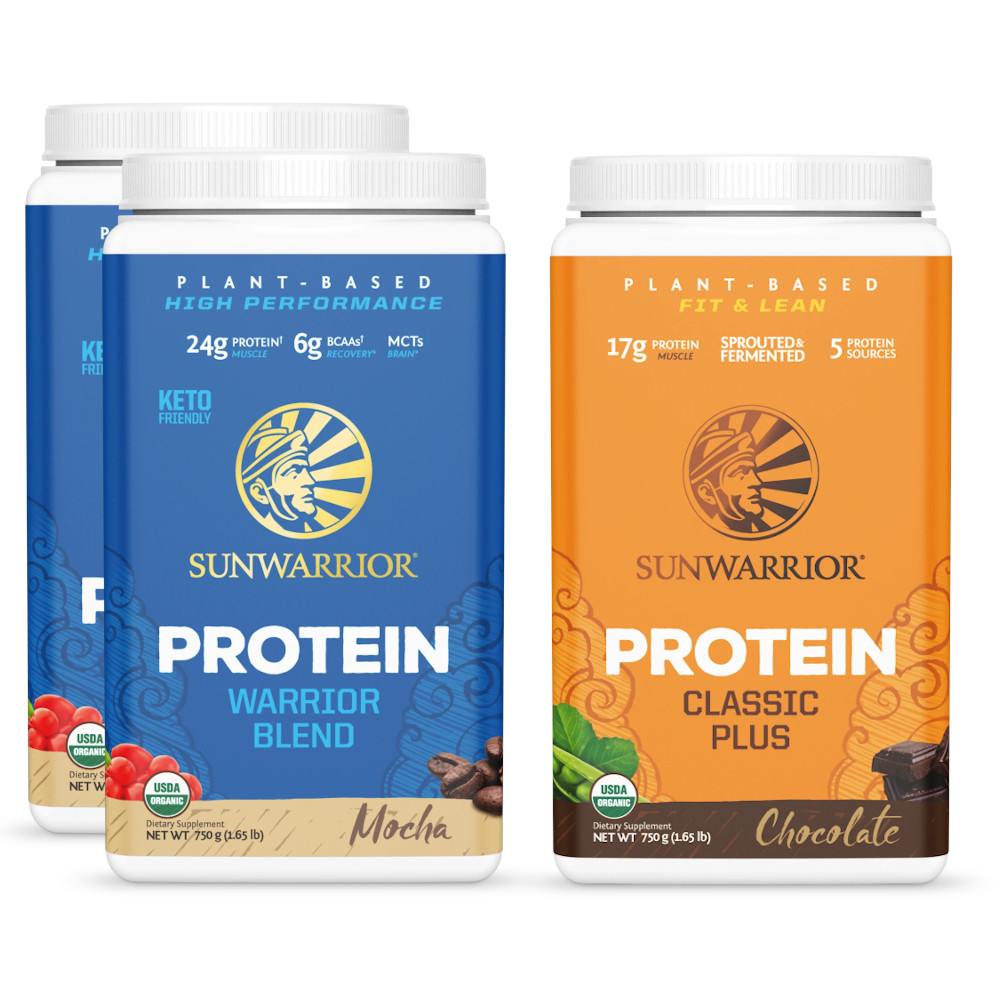 PLANT-BASED
HIGH PERFORMANCE
24g PROTEIN† MUSCLE 6g BCAAs† RECOVERY* MCTs BRAIN*
KETO
FRIENDLY
SUNWARRIOR®
PROTEIN
WARRIOR
BLEND
USDA
ORGANIC
Dietary Supplement
NET WT 750 g (1.65 lb)
Mocha
USDA
ORGANIC
PLANT-BASED
FIT & LEAN
17g PROTEIN MUSCLE SPROUTED& FERMENTED 5 PROTEIN SOURCES
SUNWARRIOR®
PROTEIN
CLASSIC
PLUS
USDA
ORGANIC
Dietary Supplement
NET WT 750 g (1.65 lb)
Chocolate